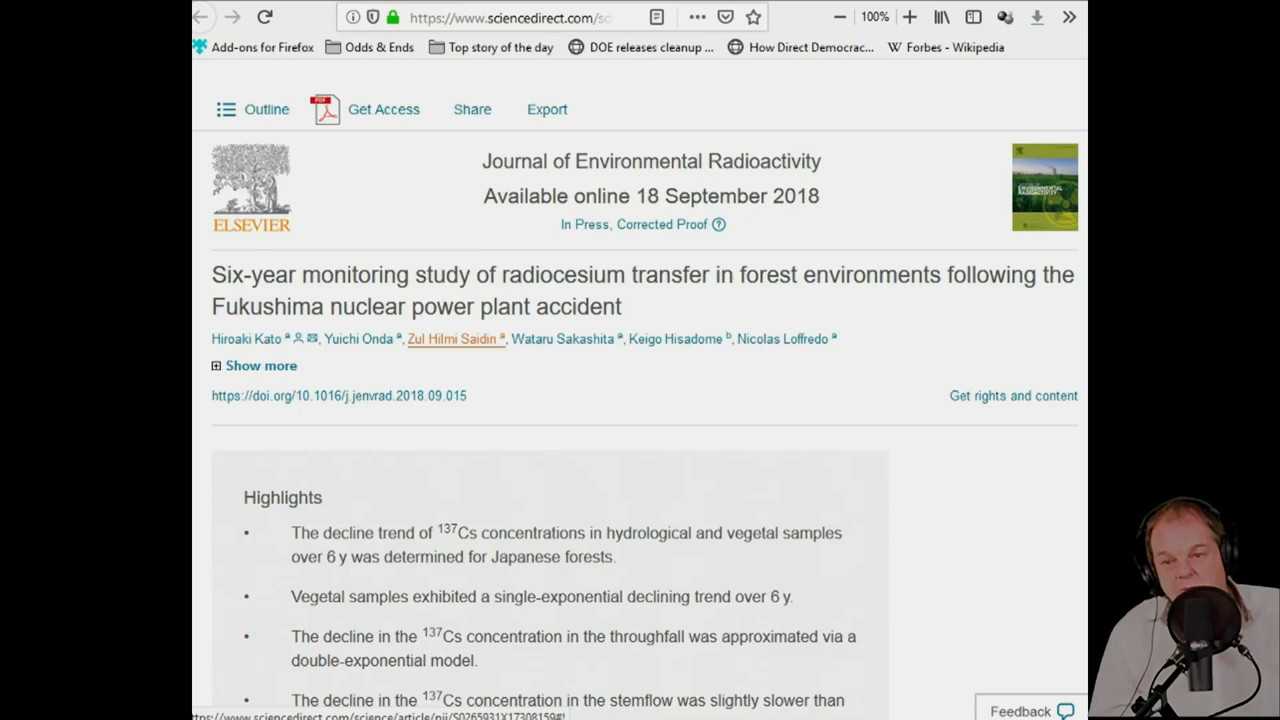 https://www.sciencedirect.com/sc
100%
Add-ons for Firefox Odds & Ends Top story of the day DOE releases cleanup ... How Direct Democrac... W Forbes - Wikipedia
Outline PDF Get Access Share Export
ELSEVIER
Journal of Environmental Radioactivity
Available online 18 September 2018
In Press, Corrected Proof ?
Six-year monitoring study of radiocesium transfer in forest environments following the
Fukushima nuclear power plant accident
Hiroaki Kato ᵃ, Yuichi Onda ᵃ, Zul Hilmi Saidin ᵃ, Wataru Sakashita ᵃ, Keigo Hisadome ᵇ, Nicolas Loffredo ᵃ
Show more
https://doi.org/10.1016/j.jenvrad.2018.09.015 Get rights and content
Highlights
• The decline trend of ¹³⁷Cs concentrations in hydrological and vegetal samples
over 6 y was determined for Japanese forests.
• Vegetal samples exhibited a single-exponential declining trend over 6 y.
• The decline in the ¹³⁷Cs concentration in the throughfall was approximated via a
double-exponential model.
• The decline in the ¹³⁷Cs concentration in the stemflow was slightly slower than
Feedback